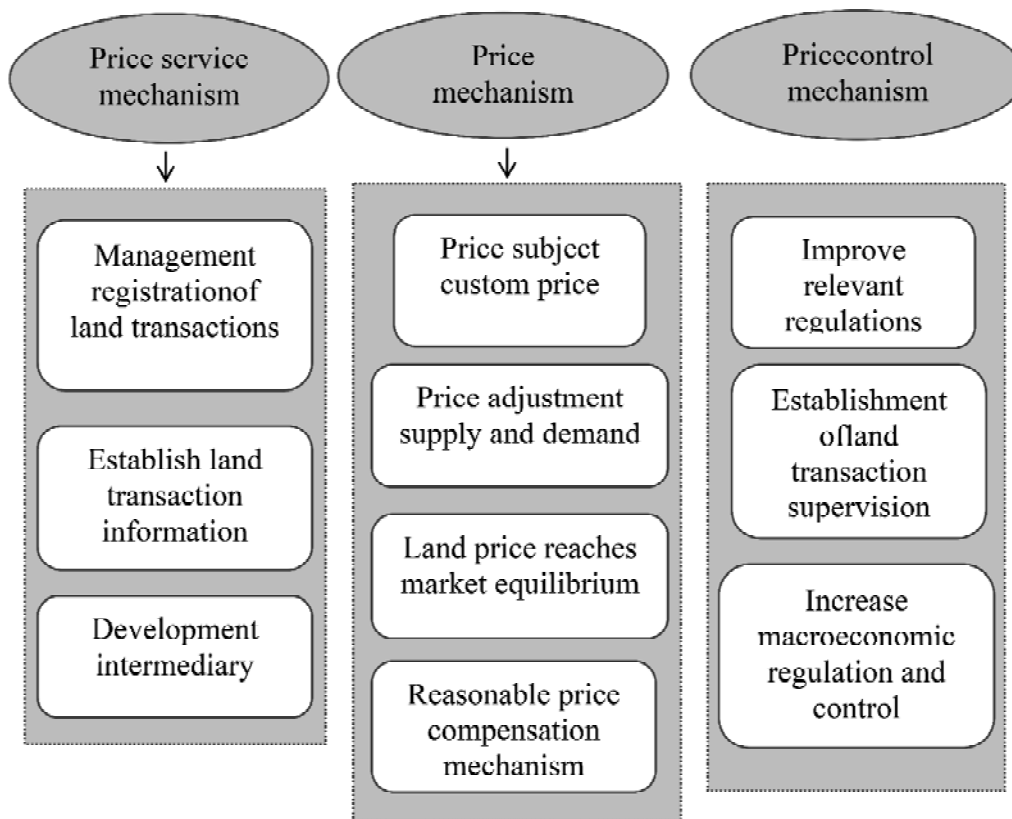 Price service
mechanism
Management
registrationof
land transactions
Establish land
transaction
information
Development
intermediary
Price
mechanism
Price subject
custom price
Price adjustment
supply and demand
Land price reaches
market equilibrium
Reasonable price
compensation
mechanism
Pricecontrol
mechanism
Improve
relevant
regulations
Establishment
ofland
transaction
supervision
Increase
macroeconomic
regulation and
control